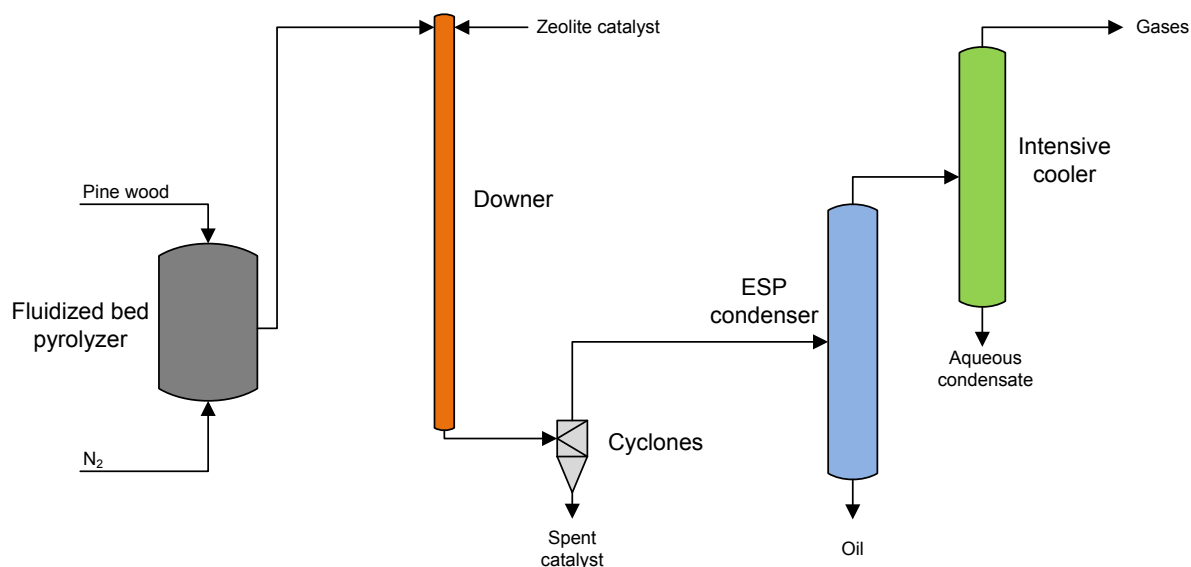 Pine wood
Fluidized bed
pyrolyzer
N₂
Zeolite catalyst
Downer
Cyclones
Spent
catalyst
ESP
condenser
Oil
Intensive
cooler
Aqueous
condensate
Gases